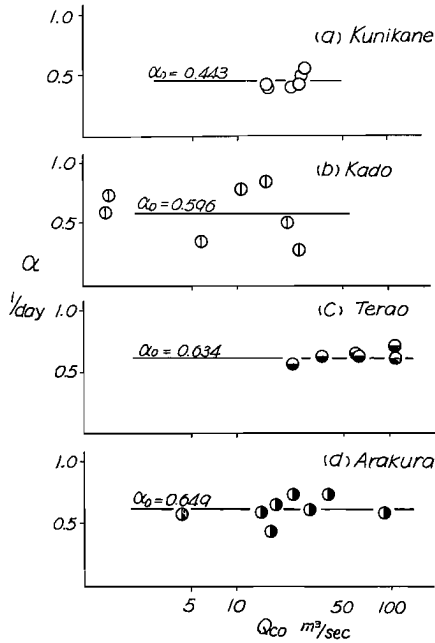 1.0
(a) Kunikane
α₀ = 0.443
0.5
1.0
(b) Kado
α₀ = 0.596
0.5
α
1/day
1.0
(C) Terao
α₀ = 0.634
0.5
1.0
(d) Arakura
α₀ = 0.649
0.5
5 10 50 100
Qco m³/sec